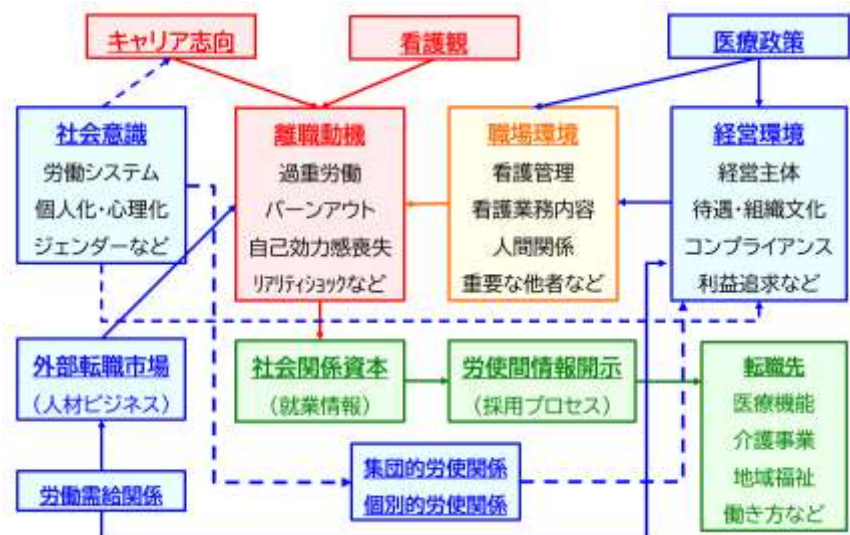 キャリア志向
看護観
医療政策
社会意識
労働システム
個人化・心理化
ジェンダーなど
離職動機
過重労働
バーンアウト
自己効力感喪失
リアリティショックなど
職場環境
看護管理
看護業務内容
人間関係
重要な他者など
経営環境
経営主体
待遇・組織文化
コンプライアンス
利益追求など
外部転職市場
（人材ビジネス）
社会関係資本
（就業情報）
労使間情報開示
（採用プロセス）
転職先
医療機能
介護事業
地域福祉
働き方など
労働需給関係
集団的労使関係
個別的労使関係